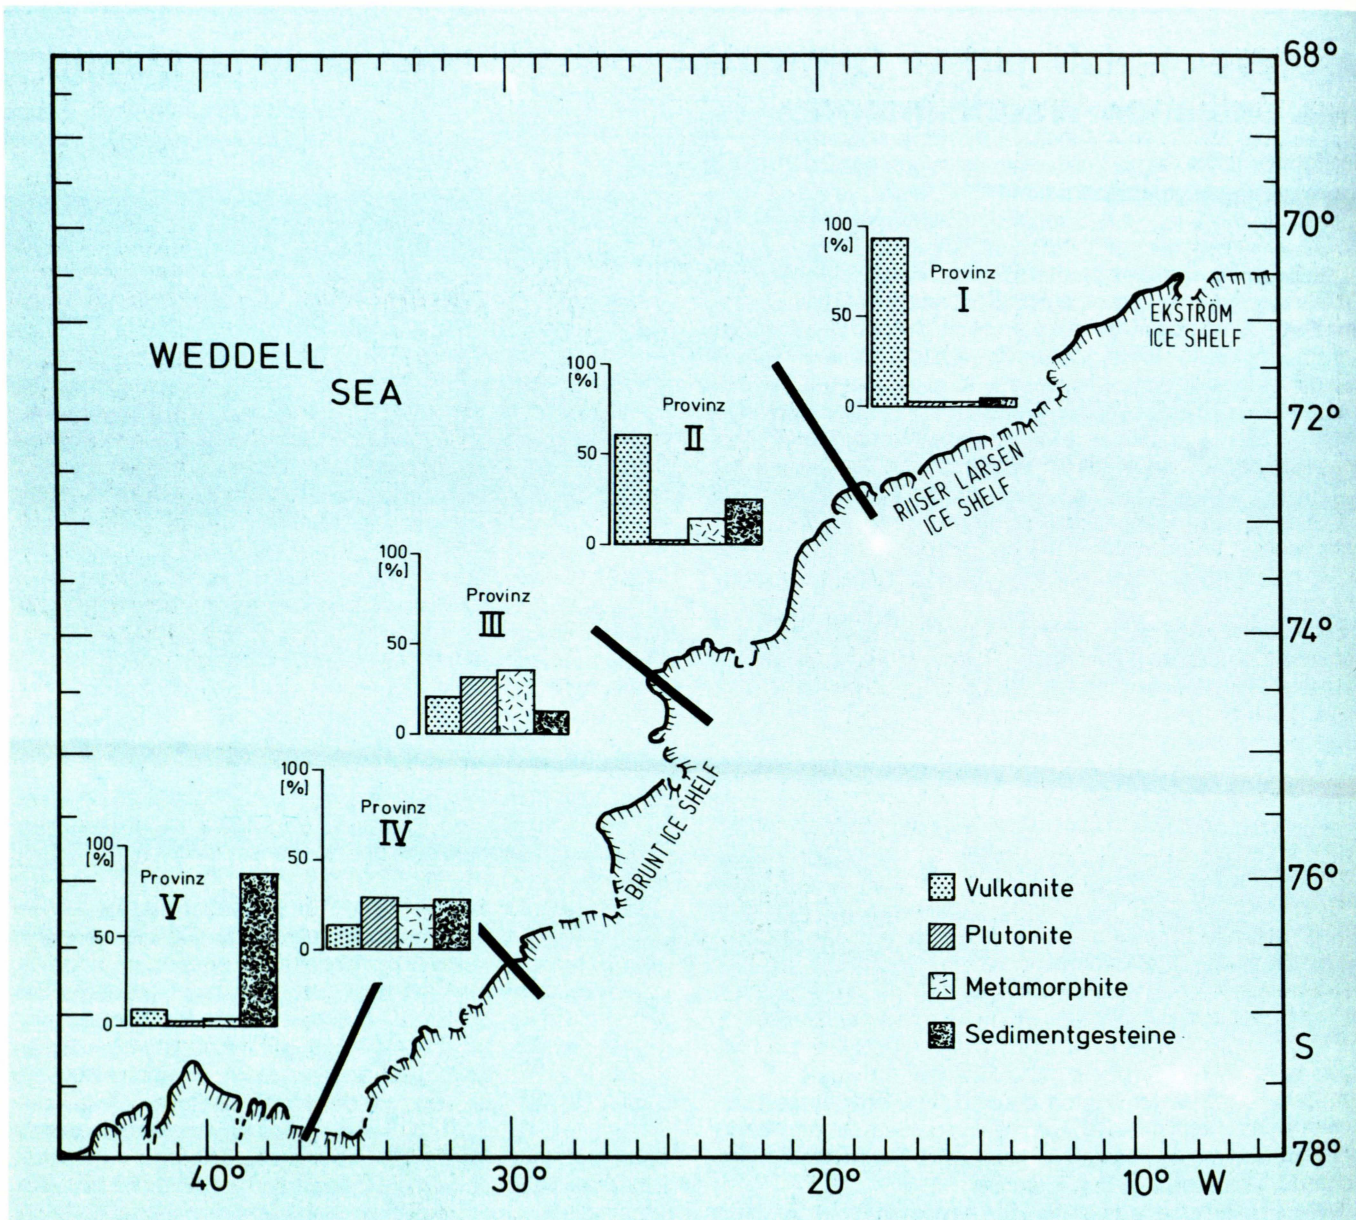 68°
70°
72°
74°
76°
S
78°
40°
30°
20°
10° W
WEDDELL
SEA
100
[%]
50
0
Provinz
I
EKSTRÖM
ICE SHELF
100
[%]
50
0
Provinz
II
RIISER LARSEN
ICE SHELF
100
[%]
50
0
Provinz
III
BRUNT ICE SHELF
100
[%]
50
0
Provinz
IV
100
[%]
50
0
Provinz
V
Vulkanite
Plutonite
Metamorphite
Sedimentgesteine